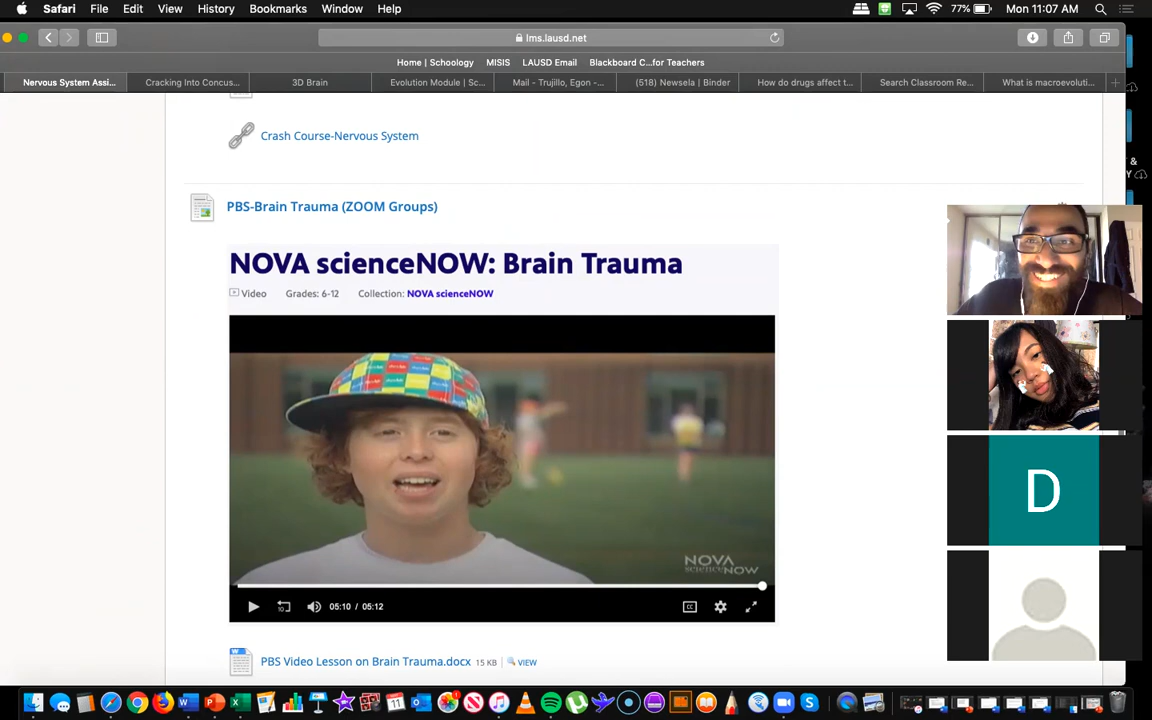 Safari File Edit View History Bookmarks Window Help 77% Mon 11:07 AM
lms.lausd.net
Home | Schoology MISIS LAUSD Email Blackboard C...for Teachers
Nervous System Assi... Cracking Into Concus... 3D Brain Evolution Module | Sc... Mail - Trujillo, Egon -... (518) Newsela | Binder How do drugs affect t... Search Classroom Re... What is macroevoluti...
Crash Course-Nervous System
PBS-Brain Trauma (ZOOM Groups)
NOVA scienceNOW: Brain Trauma
Video Grades: 6-12 Collection: NOVA scienceNOW
NOVA
scienceNOW
10 05:10 / 05:12 CC
D
PBS Video Lesson on Brain Trauma.docx 15 KB VIEW